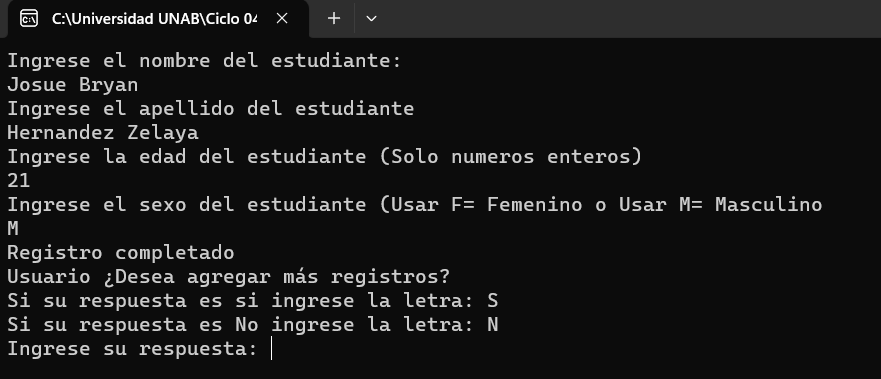 C:\Universidad UNAB\Ciclo 04
Ingrese el nombre del estudiante:
Josue Bryan
Ingrese el apellido del estudiante
Hernandez Zelaya
Ingrese la edad del estudiante (Solo numeros enteros)
21
Ingrese el sexo del estudiante (Usar F= Femenino o Usar M= Masculino
M
Registro completado
Usuario ¿Desea agregar más registros?
Si su respuesta es si ingrese la letra: S
Si su respuesta es No ingrese la letra: N
Ingrese su respuesta: